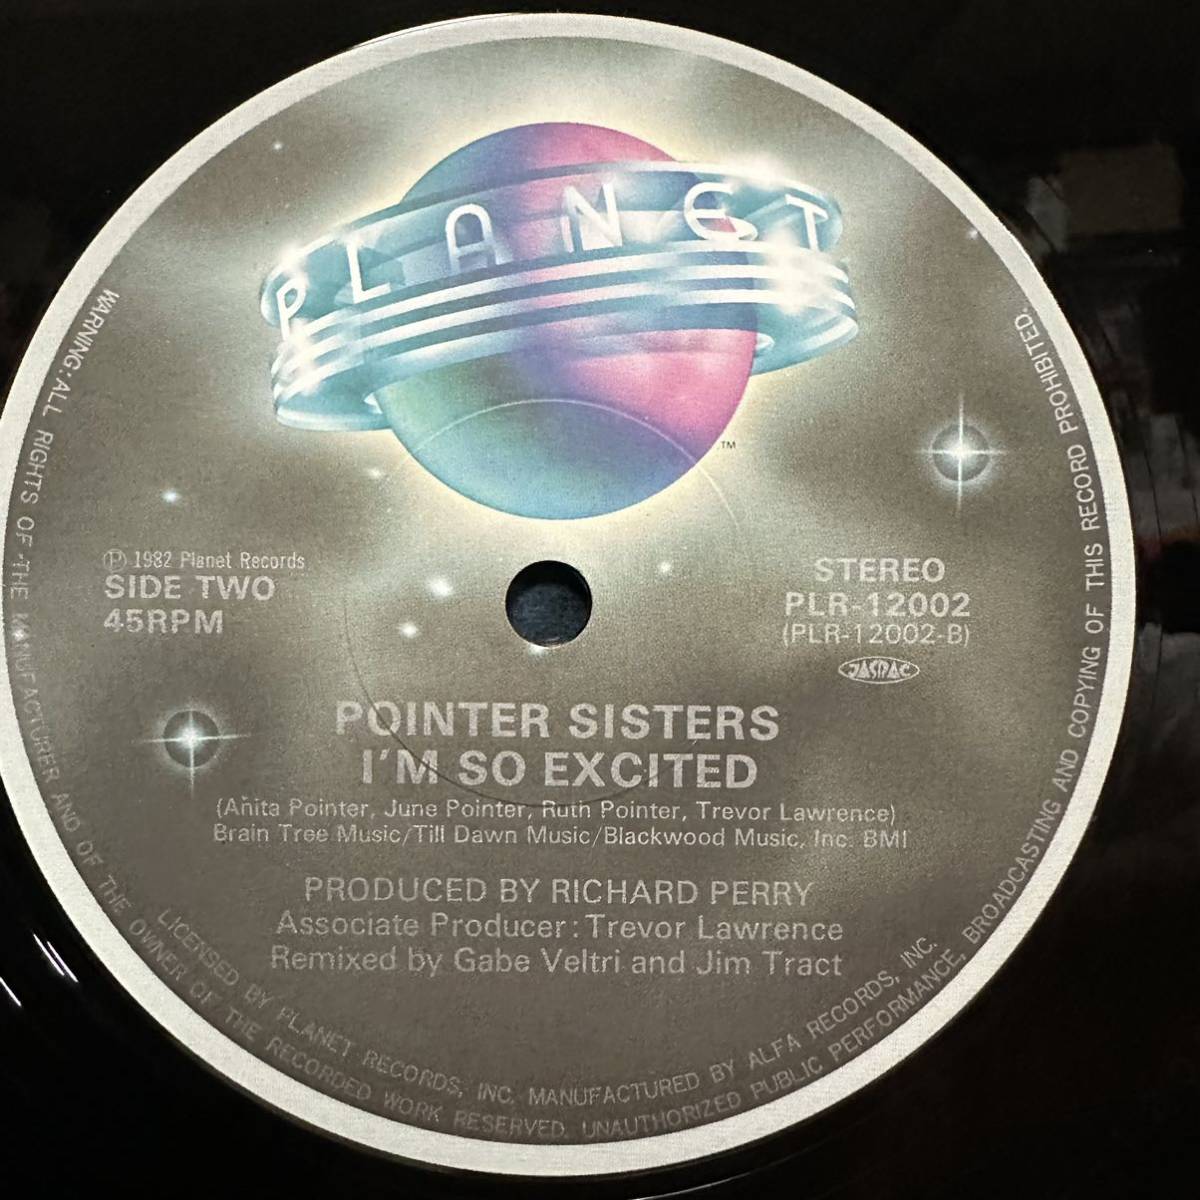 PLANET
TM
℗ 1982 Planet Records
SIDE TWO
45RPM
STEREO
PLR-12002
(PLR-12002-B)
JASRAC
POINTER SISTERS
I'M SO EXCITED
(Anita Pointer, June Pointer, Ruth Pointer, Trevor Lawrence)
Brain Tree Music/Till Dawn Music/Blackwood Music, Inc. BMI
PRODUCED BY RICHARD PERRY
Associate Producer: Trevor Lawrence
Remixed by Gabe Veltri and Jim Tract
LICENSED BY PLANET RECORDS, INC. MANUFACTURED BY ALFA RECORDS, INC.
WARNING: ALL RIGHTS OF THE MANUFACTURER AND OF THE OWNER OF THE RECORDED WORK RESERVED. UNAUTHORIZED PUBLIC PERFORMANCE, BROADCASTING AND COPYING OF THIS RECORD PROHIBITED.